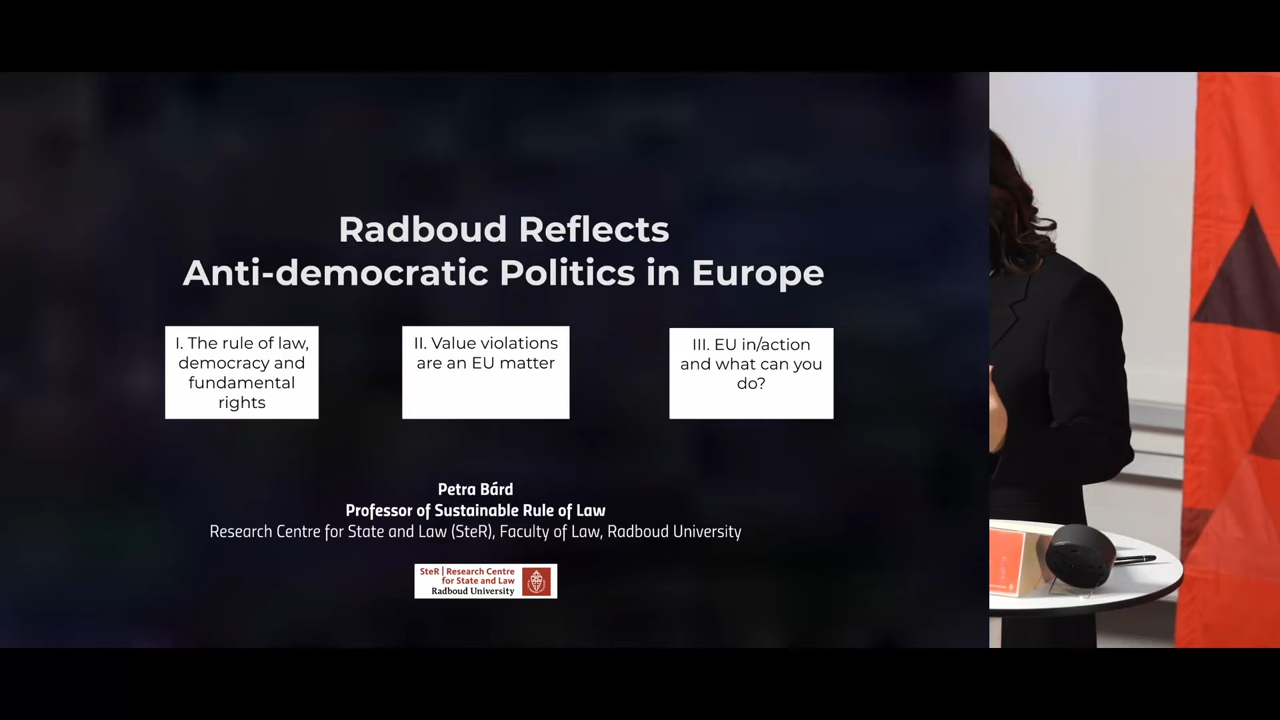 Radboud Reflects
Anti-democratic Politics in Europe
I. The rule of law,
democracy and
fundamental
rights
II. Value violations
are an EU matter
III. EU in/action
and what can you
do?
Petra Bárd
Professor of Sustainable Rule of Law
Research Centre for State and Law (SteR), Faculty of Law, Radboud University
SteR | Research Centre
for State and Law
Radboud University